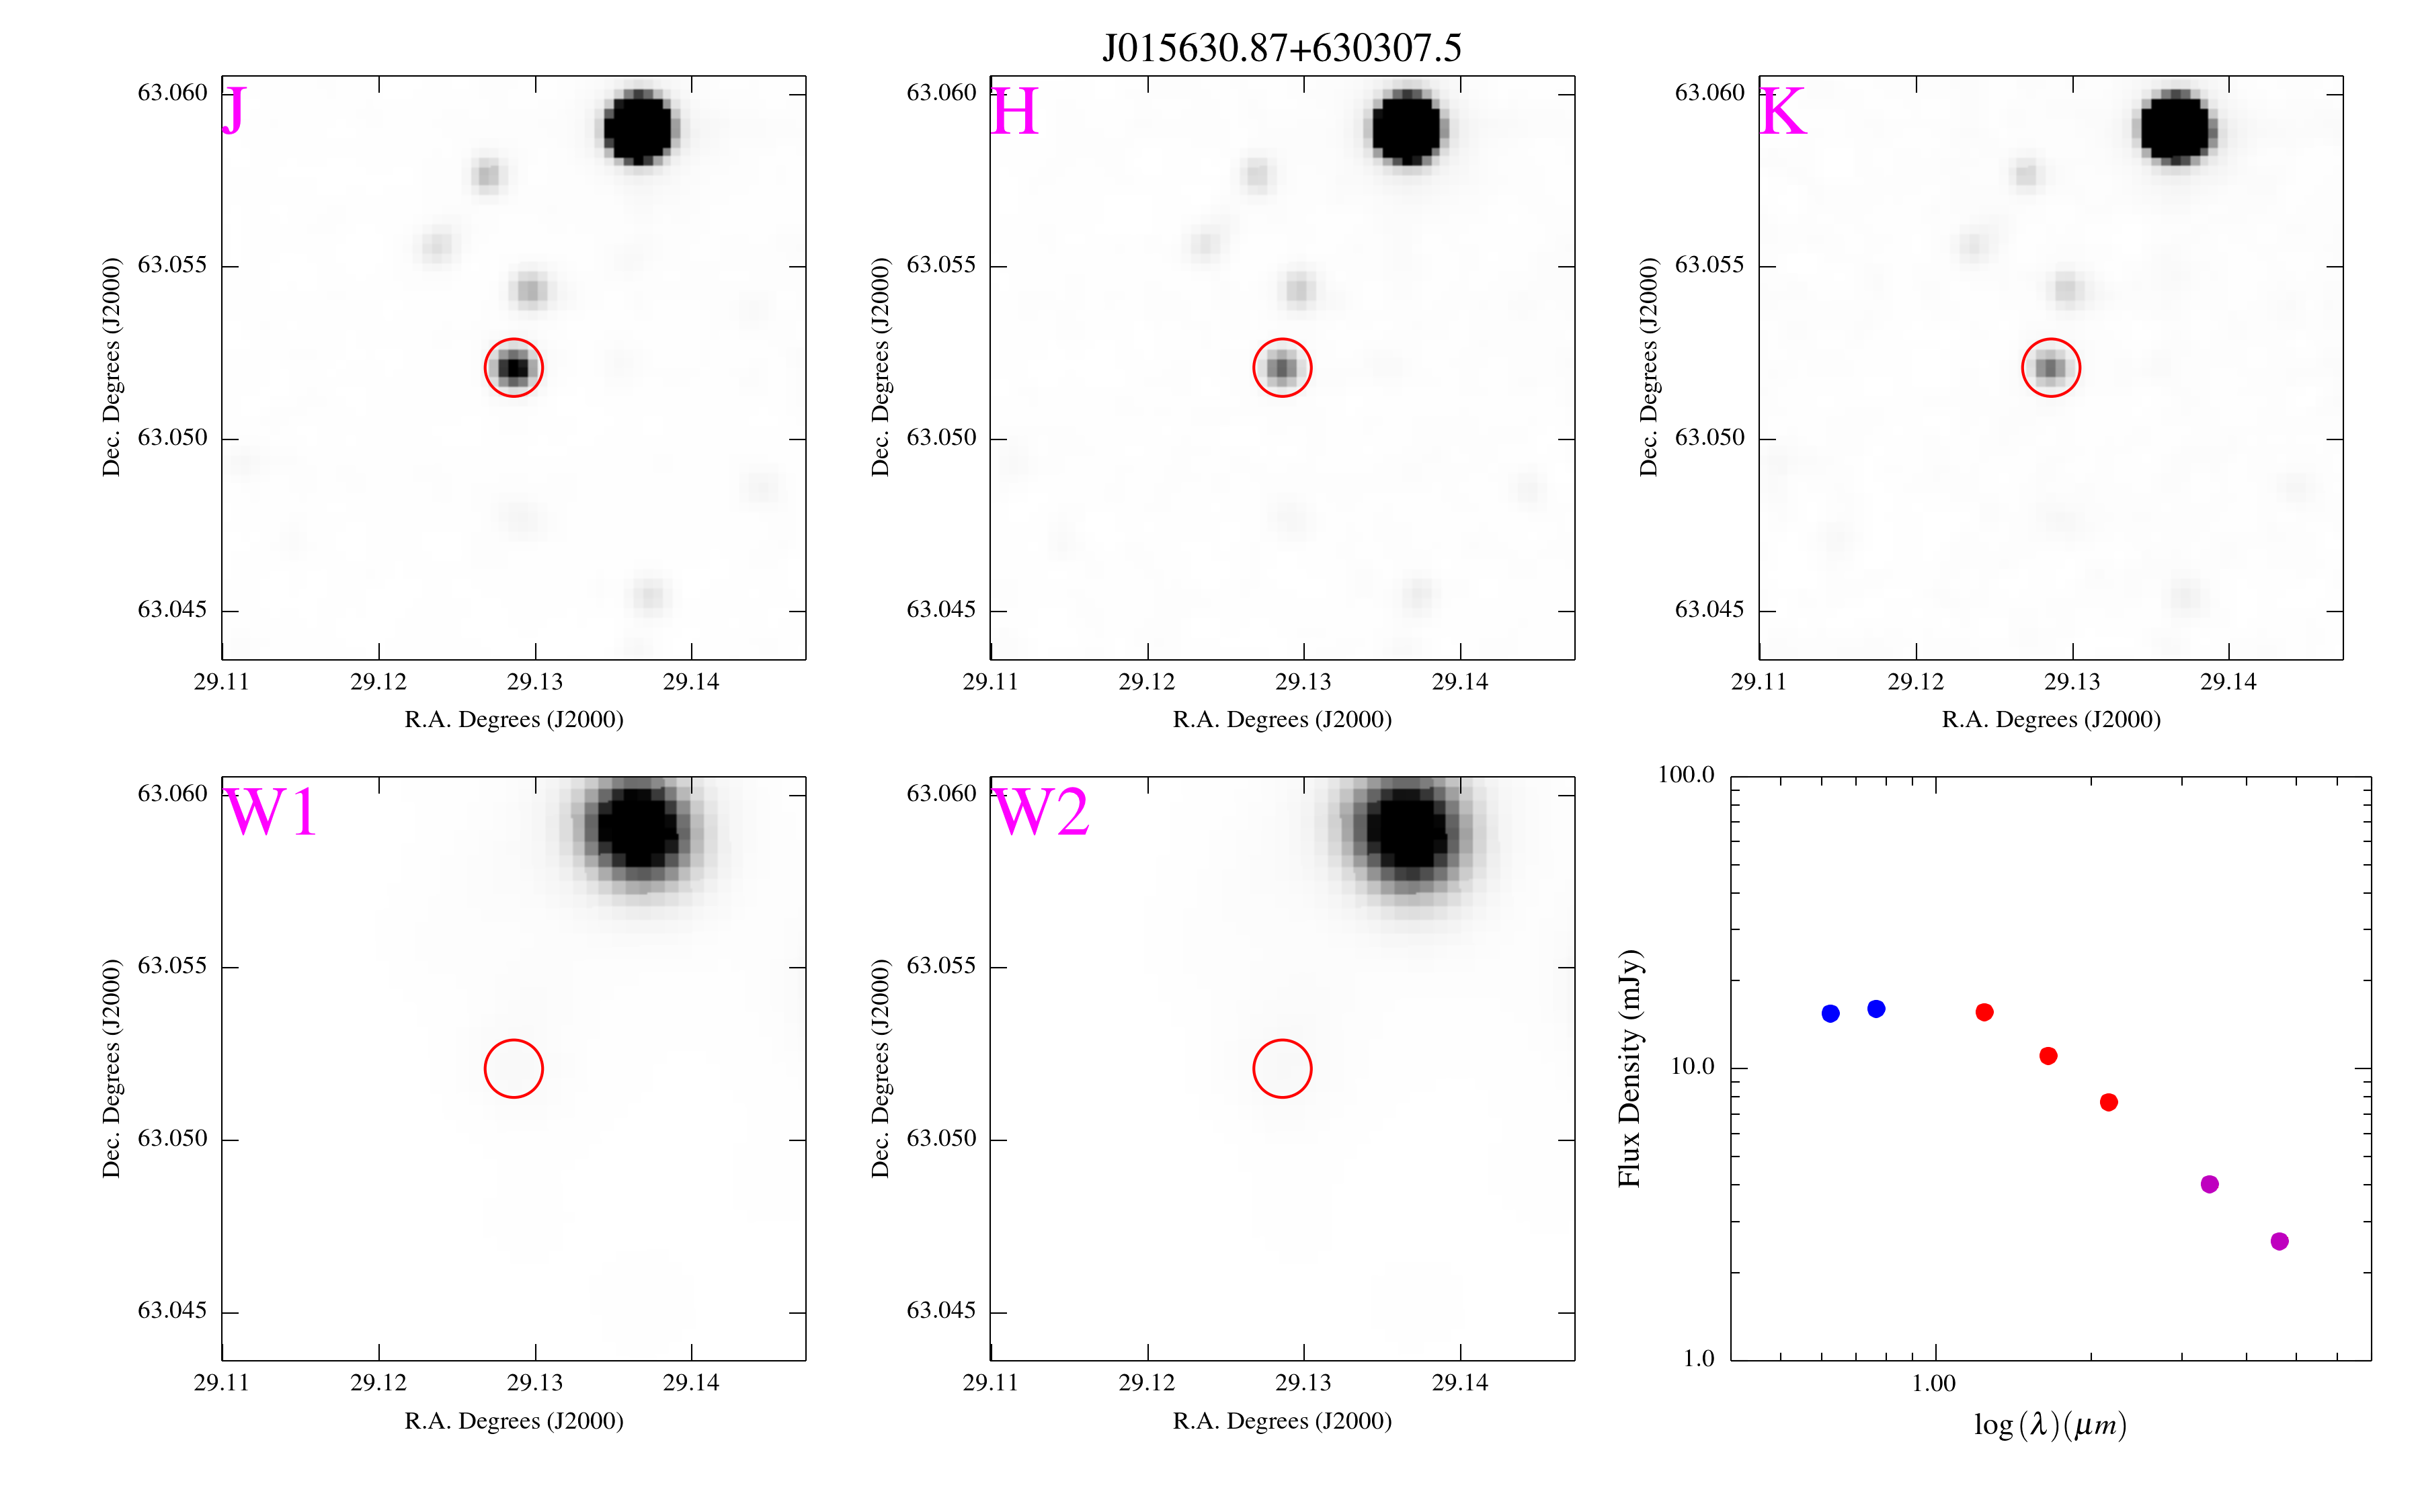 J015630.87+630307.5
J
63.060
63.055
63.050
63.045
Dec. Degrees (J2000)
29.11 29.12 29.13 29.14
R.A. Degrees (J2000)
H
63.060
63.055
63.050
63.045
Dec. Degrees (J2000)
29.11 29.12 29.13 29.14
R.A. Degrees (J2000)
K
63.060
63.055
63.050
63.045
Dec. Degrees (J2000)
29.11 29.12 29.13 29.14
R.A. Degrees (J2000)
W1
63.060
63.055
63.050
63.045
Dec. Degrees (J2000)
29.11 29.12 29.13 29.14
R.A. Degrees (J2000)
W2
63.060
63.055
63.050
63.045
Dec. Degrees (J2000)
29.11 29.12 29.13 29.14
R.A. Degrees (J2000)
100.0
10.0
1.0
Flux Density (mJy)
1.00
log (λ)(μm)